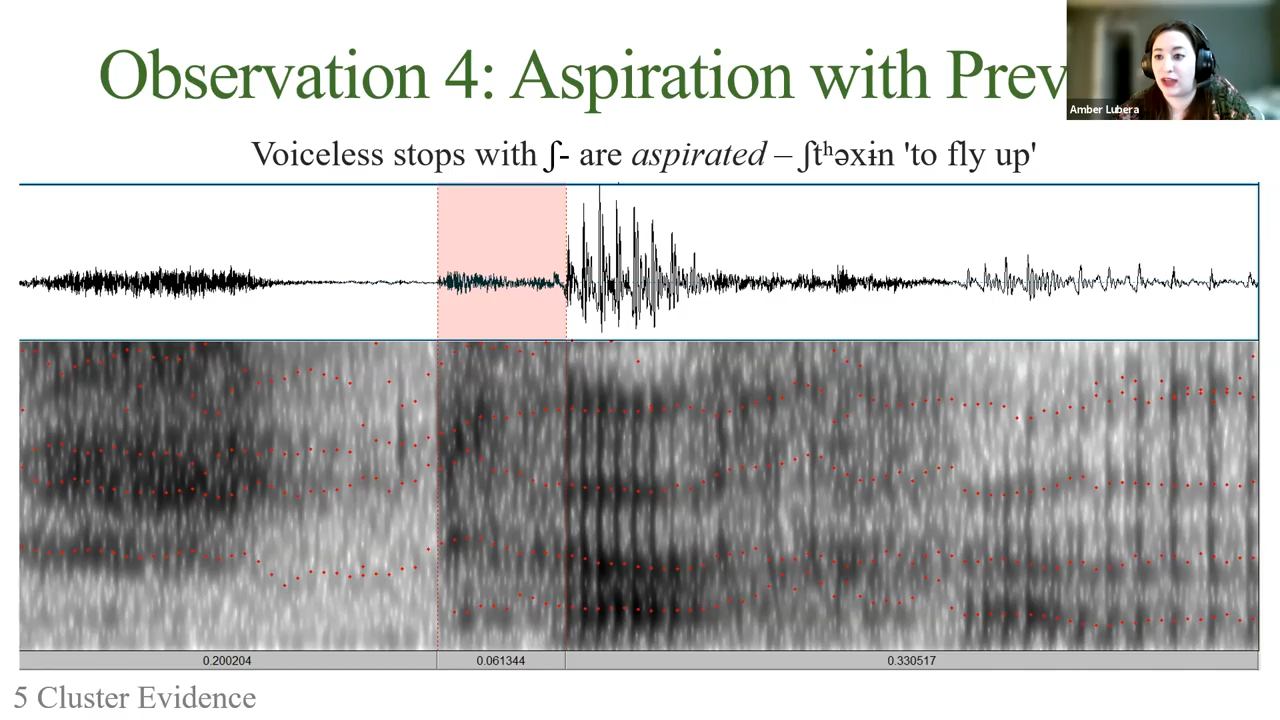 Observation 4: Aspiration with Prev
Amber Lubera
Voiceless stops with ʃ- are aspirated – ʃtʰəxɨn 'to fly up'
0.200204
0.061344
0.330517
5 Cluster Evidence